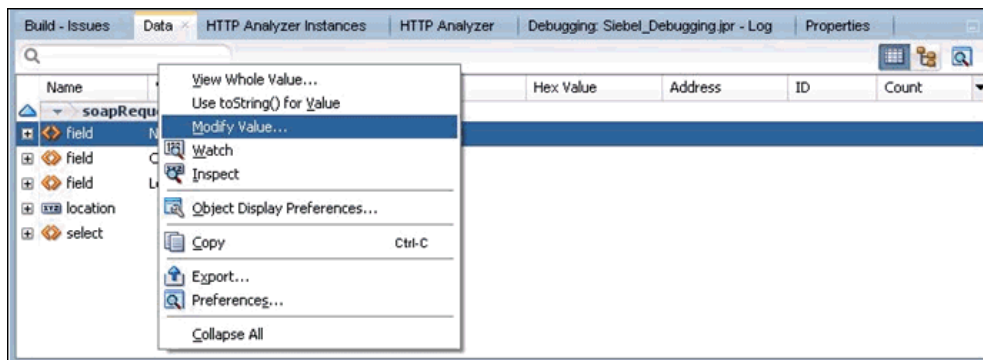 Build - Issues Data HTTP Analyzer Instances HTTP Analyzer Debugging: Siebel_Debugging.jpr - Log Properties
Name Hex Value Address ID Count
View Whole Value...
Use toString() for Value
soapRequ
Modify Value...
field N
Watch
field
Inspect
field
location
Object Display Preferences...
select
Copy Ctrl-C
Export...
Preferences...
Collapse All